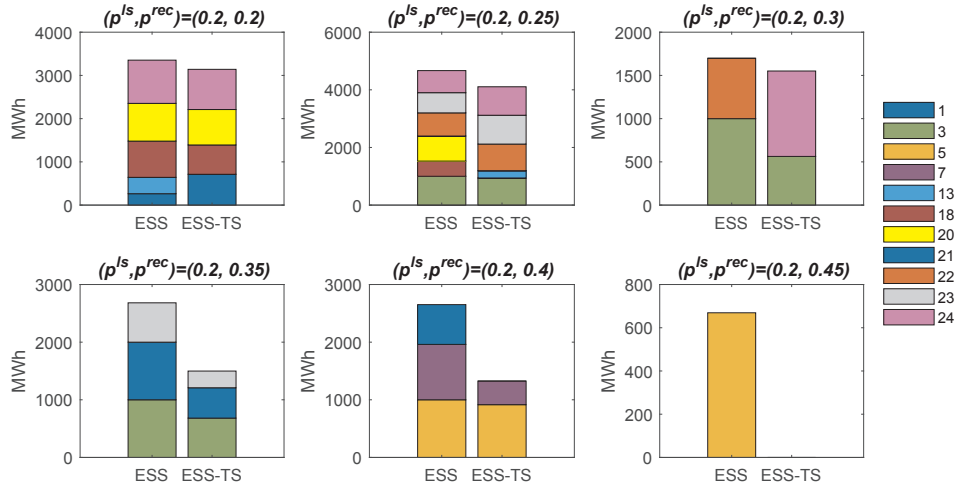 (p^ls,p^rec)=(0.2, 0.2)
4000
3000
2000
1000
0
MWh
ESS ESS-TS
(p^ls,p^rec)=(0.2, 0.25)
6000
4000
2000
0
MWh
ESS ESS-TS
(p^ls,p^rec)=(0.2, 0.3)
2000
1500
1000
500
0
MWh
ESS ESS-TS
(p^ls,p^rec)=(0.2, 0.35)
3000
2000
1000
0
MWh
ESS ESS-TS
(p^ls,p^rec)=(0.2, 0.4)
3000
2000
1000
0
MWh
ESS ESS-TS
(p^ls,p^rec)=(0.2, 0.45)
800
600
400
200
0
MWh
ESS ESS-TS
1
3
5
7
13
18
20
21
22
23
24